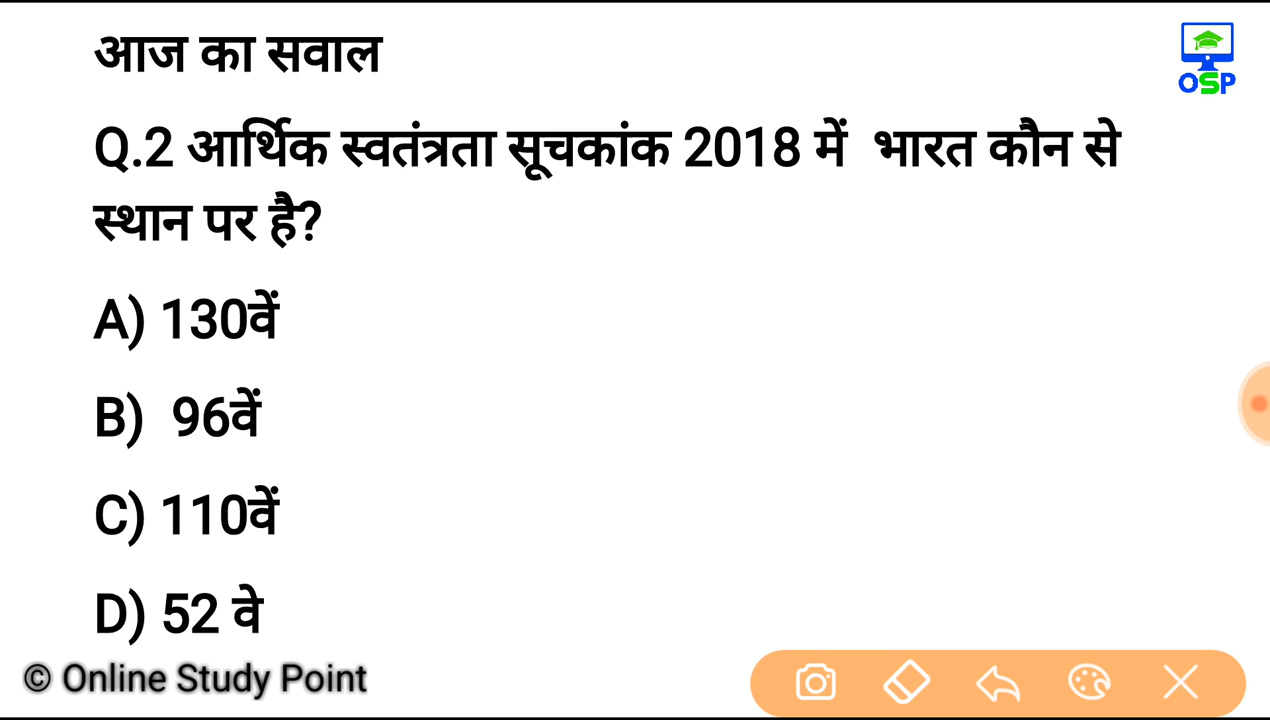 आज का सवाल
OSP
Q.2 आर्थिक स्वतंत्रता सूचकांक 2018 में भारत कौन से
स्थान पर है?
A) 130वें
B) 96वें
C) 110वें
D) 52 वे
© Online Study Point